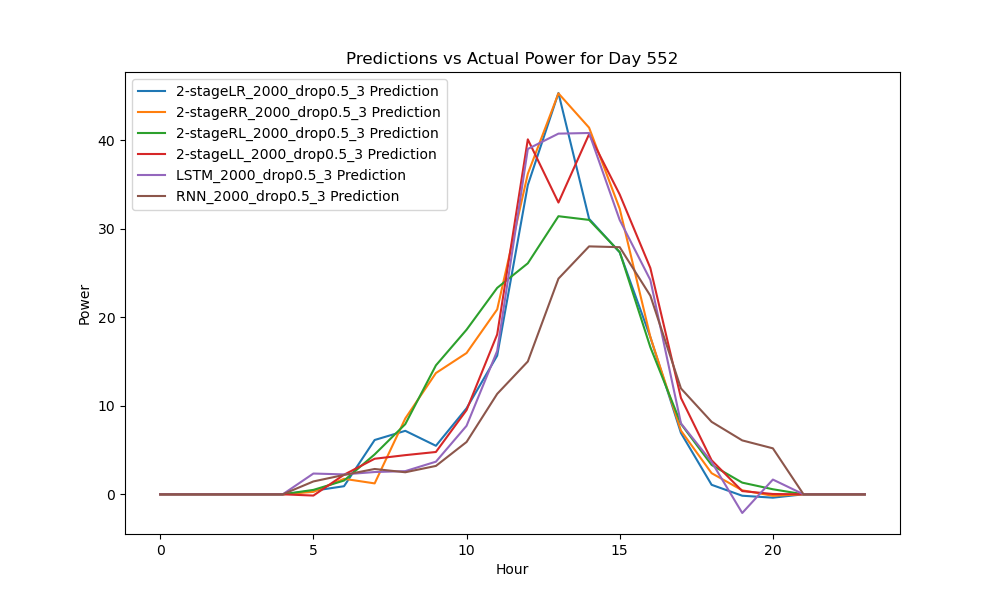 Predictions vs Actual Power for Day 552
2-stageLR_2000_drop0.5_3 Prediction
2-stageRR_2000_drop0.5_3 Prediction
2-stageRL_2000_drop0.5_3 Prediction
2-stageLL_2000_drop0.5_3 Prediction
LSTM_2000_drop0.5_3 Prediction
RNN_2000_drop0.5_3 Prediction
40
30
20
10
0
Power
0 5 10 15 20
Hour